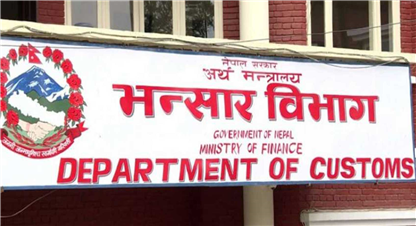 नेपाल सरकार
अर्थ मन्त्रालय
भन्सार विभाग
GOVERNMENT OF NEPAL
MINISTRY OF FINANCE
DEPARTMENT OF CUSTOMS